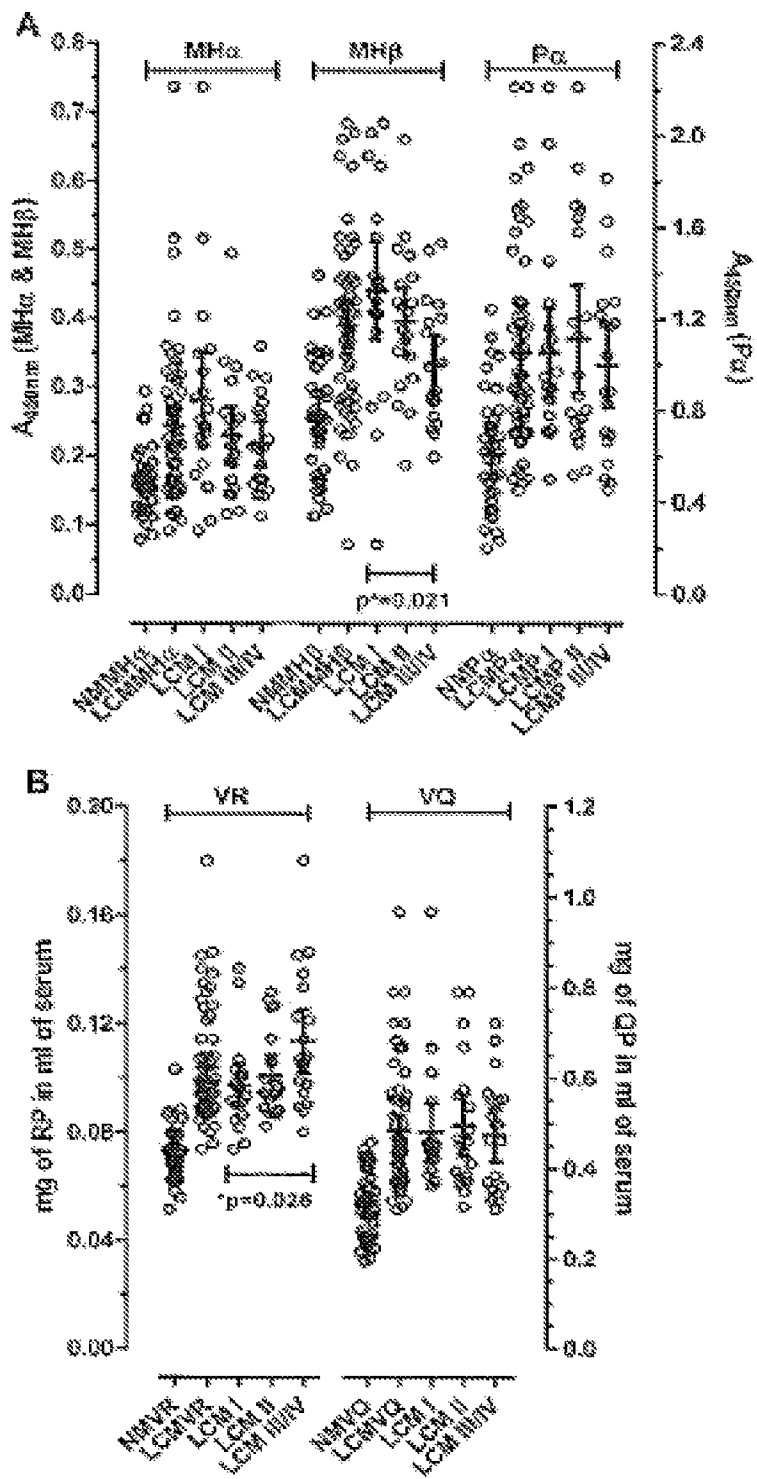 A
MHα MHβ Pα
0.8
0.7
0.6
0.5
0.4
0.3
0.2
0.1
0.0
A450nm (MHα & MHβ)
2.4
2.0
1.6
1.2
0.8
0.4
0.0
A450nm (Pα)
p*=0.021
NMMHα
LCMMHα
LCM I
LCM II
LCM III/IV
NMMHβ
LCMMHβ
LCM I
LCM II
LCM III/IV
NMPα
LCMPα
LCMP I
LCMP II
LCMP III/IV
B
VR VQ
0.20
0.16
0.12
0.08
0.04
0.00
mg of RP in ml of serum
1.2
1.0
0.8
0.6
0.4
0.2
0.0
mg of QP in ml of serum
*p=0.026
NMVR
LCMVR
LCM I
LCM II
LCM III/IV
NMVQ
LCMVQ
LCM I
LCM II
LCM III/IV